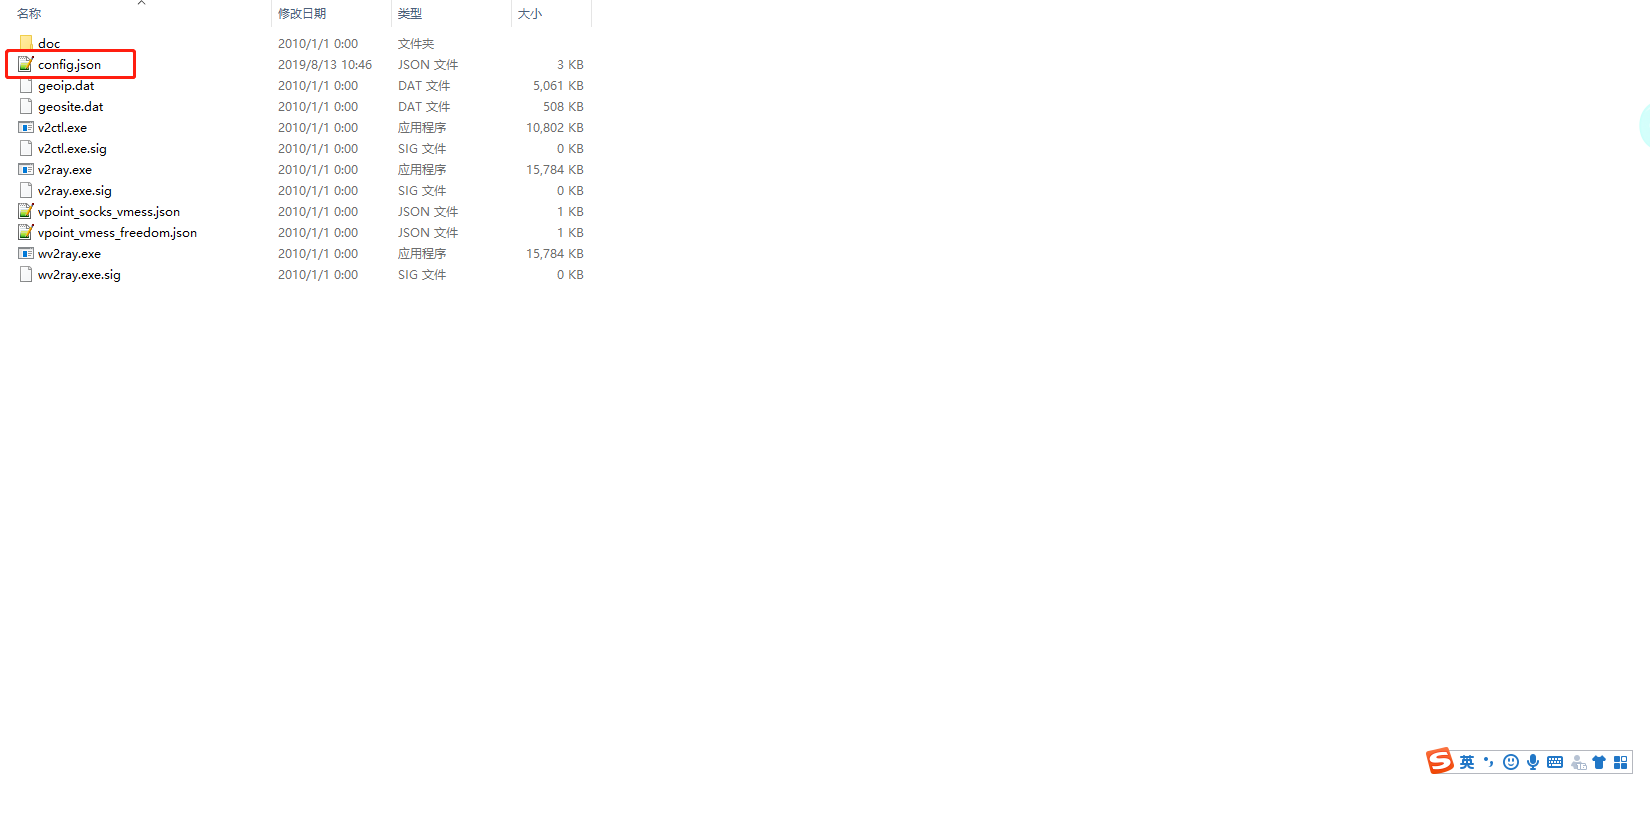 名称 修改日期 类型 大小
doc 2010/1/1 0:00 文件夹
config.json 2019/8/13 10:46 JSON 文件 3 KB
geoip.dat 2010/1/1 0:00 DAT 文件 5,061 KB
geosite.dat 2010/1/1 0:00 DAT 文件 508 KB
v2ctl.exe 2010/1/1 0:00 应用程序 10,802 KB
v2ctl.exe.sig 2010/1/1 0:00 SIG 文件 0 KB
v2ray.exe 2010/1/1 0:00 应用程序 15,784 KB
v2ray.exe.sig 2010/1/1 0:00 SIG 文件 0 KB
vpoint_socks_vmess.json 2010/1/1 0:00 JSON 文件 1 KB
vpoint_vmess_freedom.json 2010/1/1 0:00 JSON 文件 1 KB
wv2ray.exe 2010/1/1 0:00 应用程序 15,784 KB
wv2ray.exe.sig 2010/1/1 0:00 SIG 文件 0 KB
S 英